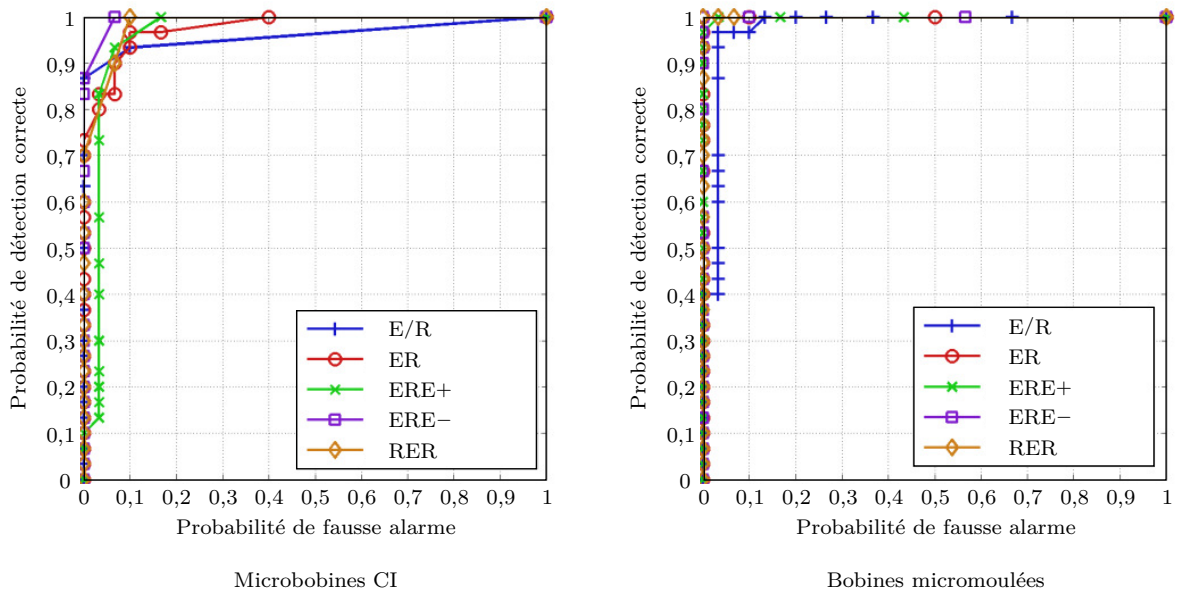 Probabilité de détection correcte
1
0,9
0,8
0,7
0,6
0,5
0,4
0,3
0,2
0,1
0
E/R
ER
ERE+
ERE−
RER
0 0,1 0,2 0,3 0,4 0,5 0,6 0,7 0,8 0,9 1
Probabilité de fausse alarme
Microbobines CI
Probabilité de détection correcte
1
0,9
0,8
0,7
0,6
0,5
0,4
0,3
0,2
0,1
0
E/R
ER
ERE+
ERE−
RER
0 0,1 0,2 0,3 0,4 0,5 0,6 0,7 0,8 0,9 1
Probabilité de fausse alarme
Bobines micromoulées